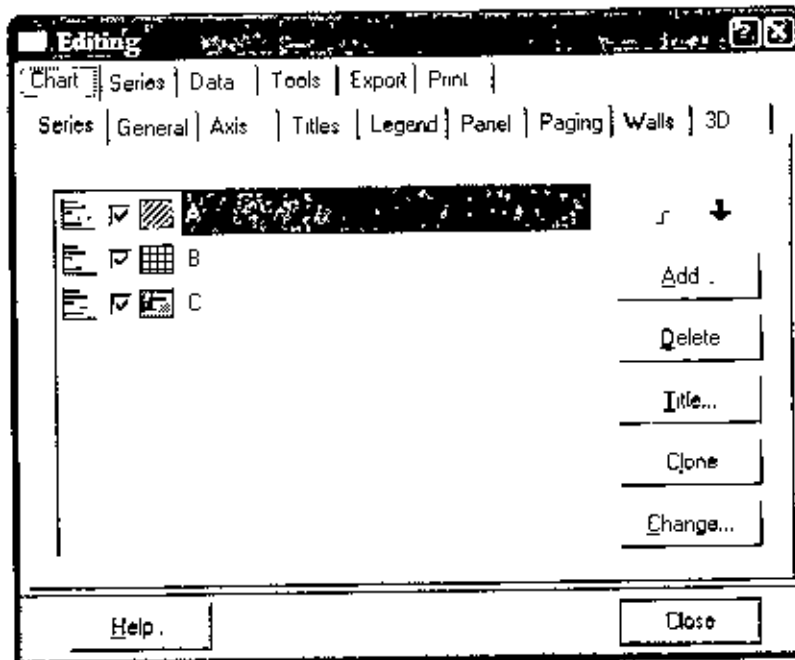 Editing
Chart Series Data Tools Export Print
Series General Axis Titles Legend Panel Paging Walls 3D
A
B
Add .
C
Delete
Title...
Clone
Change...
Help .
Close